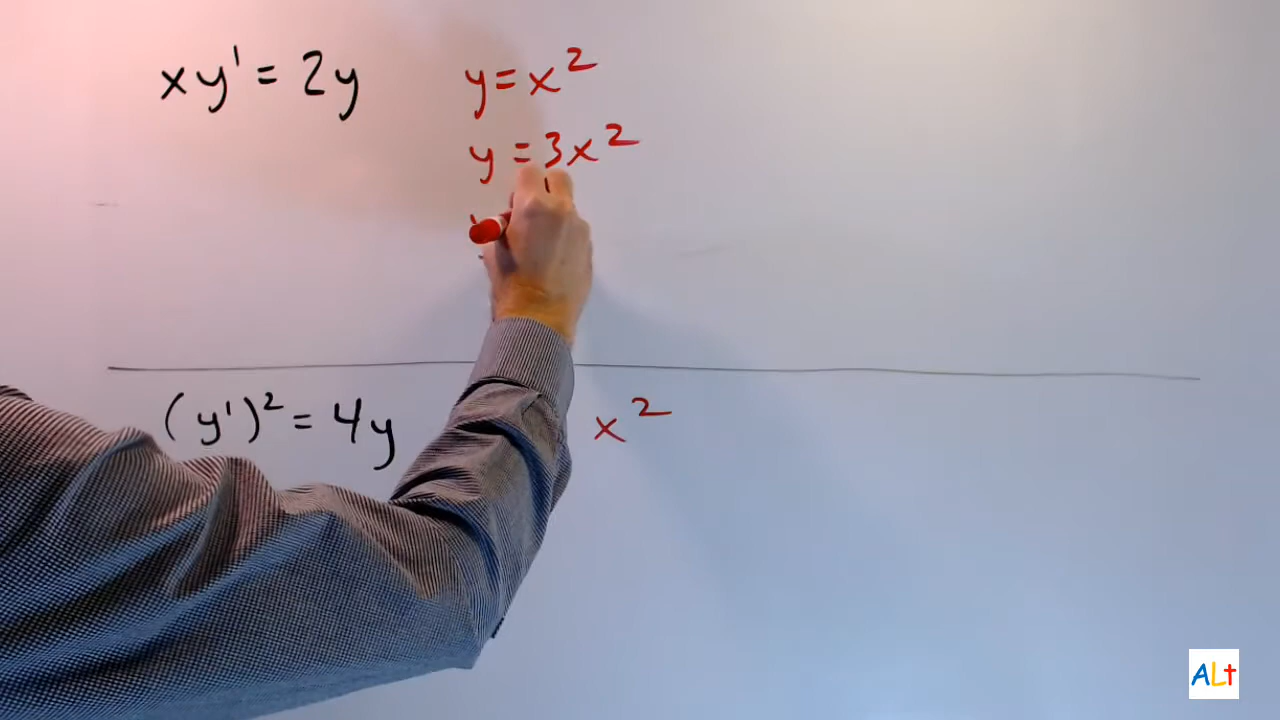 xy' = 2y
y = x²
y = 3x²
(y')² = 4y
x²
ALt